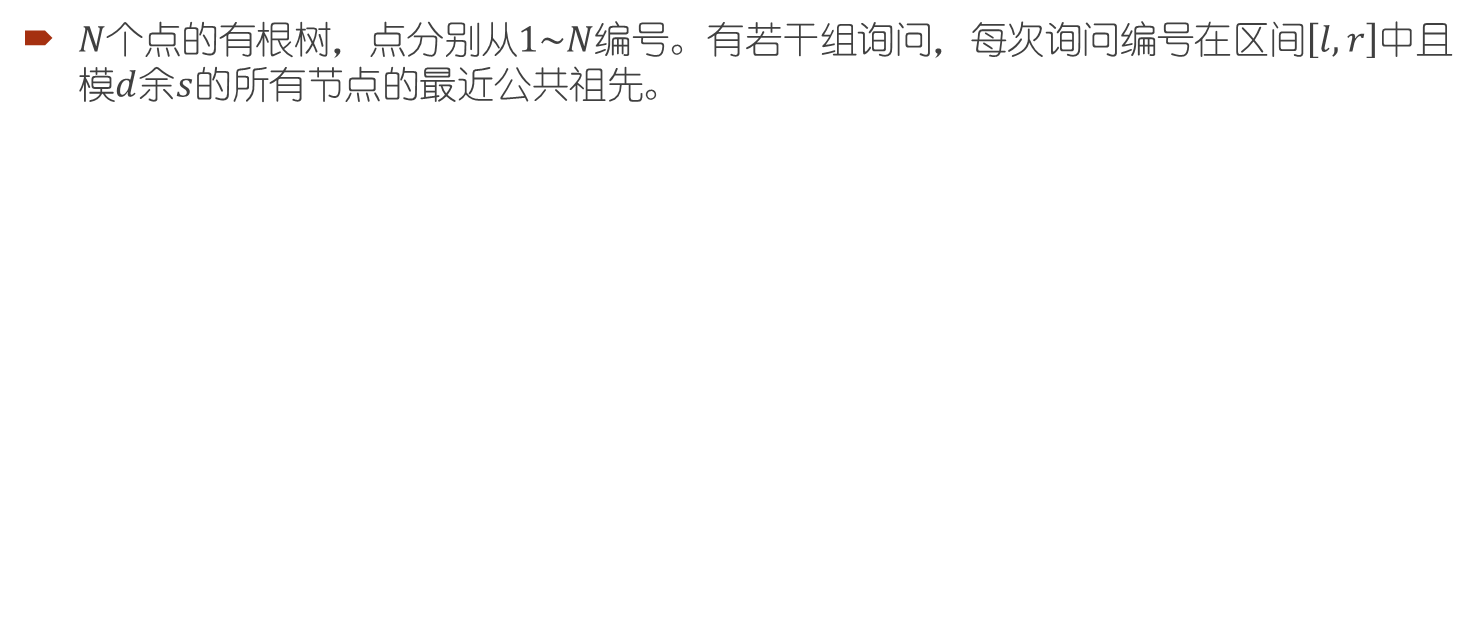 N个点的有根树，点分别从1~N编号。有若干组询问，每次询问编号在区间[l, r]中且
模d余s的所有节点的最近公共祖先。